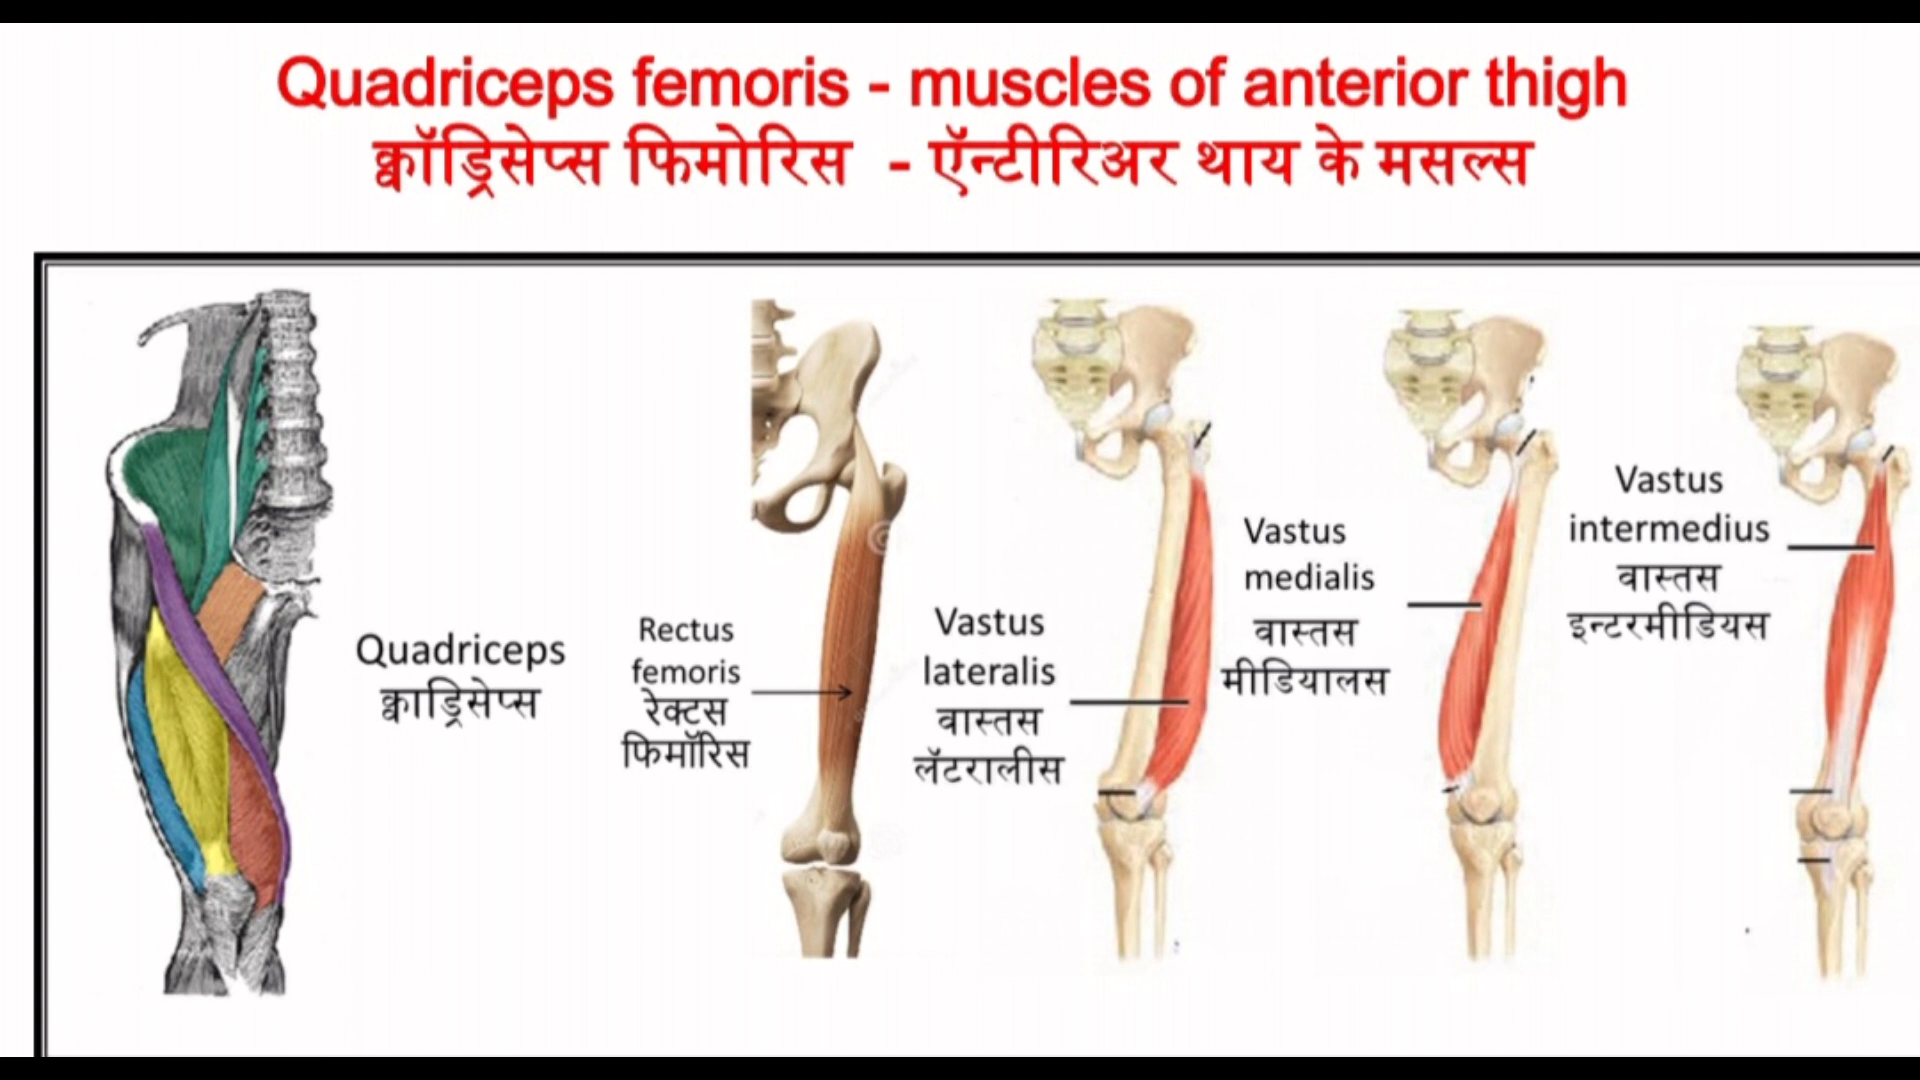 Quadriceps femoris - muscles of anterior thigh
क्वॉड्रिसेप्स फिमोरिस - ऍन्टीरिअर थाय के मसल्स
Quadriceps
क्वाड्रिसेप्स
Rectus
femoris
रेक्टस
फिमॉरिस
Vastus
lateralis
वास्तस
लॅटरालीस
Vastus
medialis
वास्तस
मीडियालस
Vastus
intermedius
वास्तस
इन्टरमीडियस